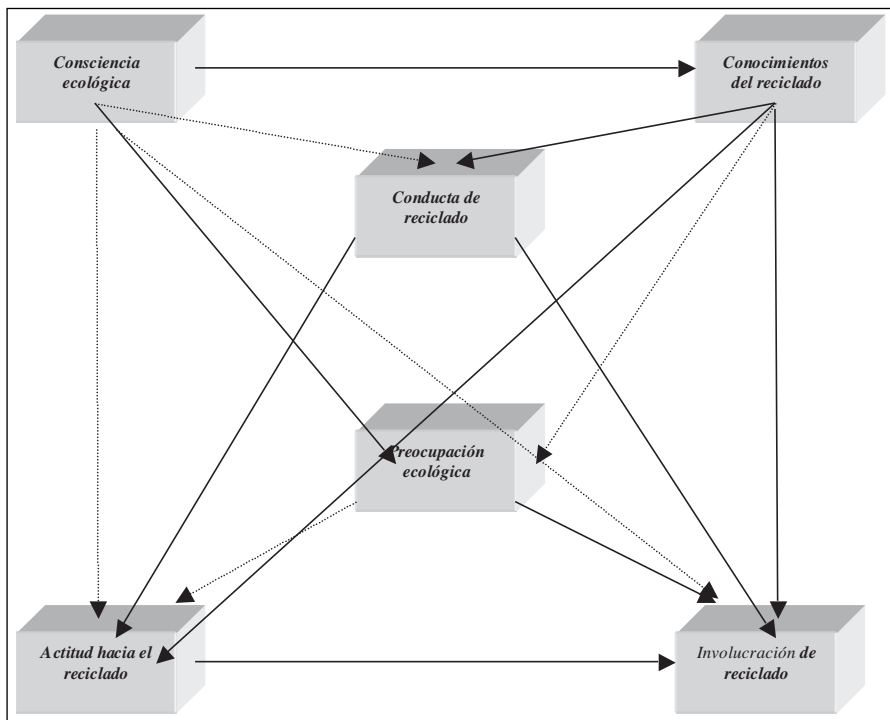 Consciencia
ecológica
Conocimientos
del reciclado
Conducta de
reciclado
Preocupación
ecológica
Actitud hacia el
reciclado
Involucración de
reciclado